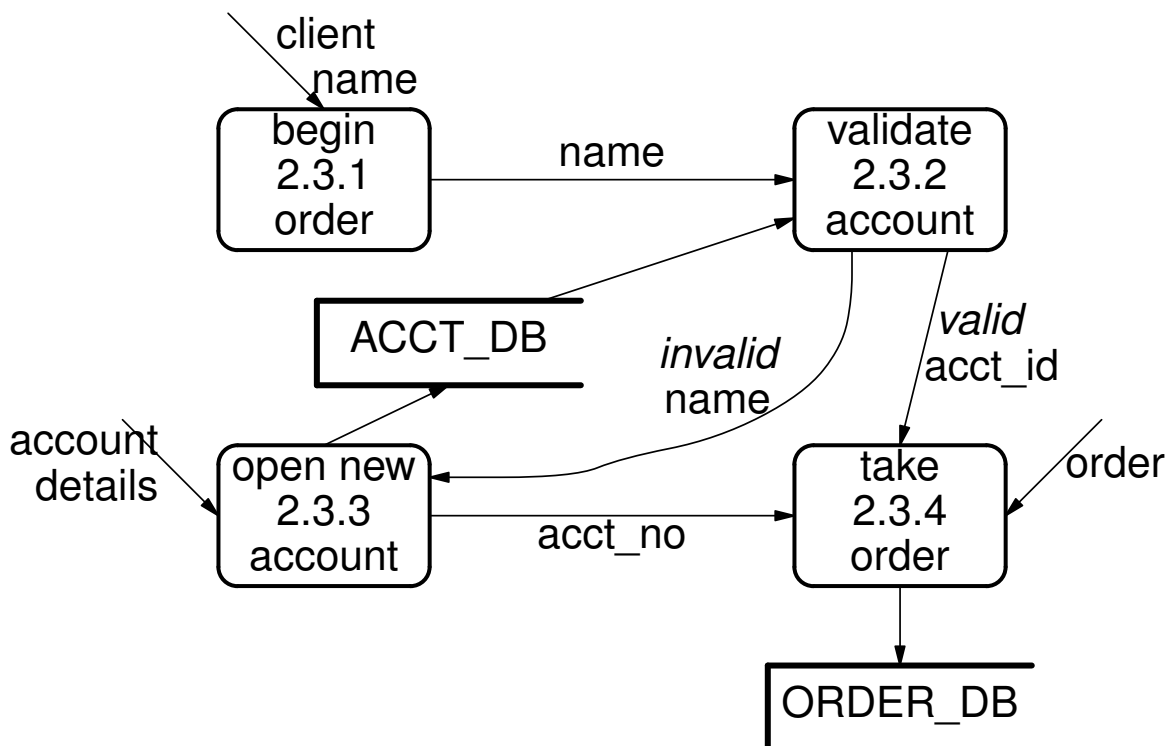 client
name
begin
2.3.1
order
name
validate
2.3.2
account
ACCT_DB
invalid
name
valid
acct_id
account
details
open new
2.3.3
account
acct_no
take
2.3.4
order
order
ORDER_DB